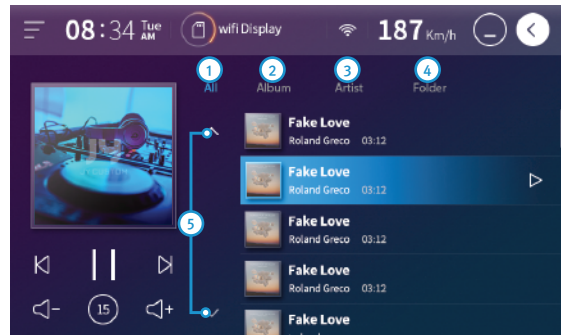 08:34 Tue AM wifi Display 187 Km/h
1 2 3 4
All Album Artist Folder
Fake Love
Roland Greco 03:12
Fake Love
Roland Greco 03:12
JY
5
Fake Love
Roland Greco 03:12
Fake Love
Roland Greco 03:12
15
Fake Love